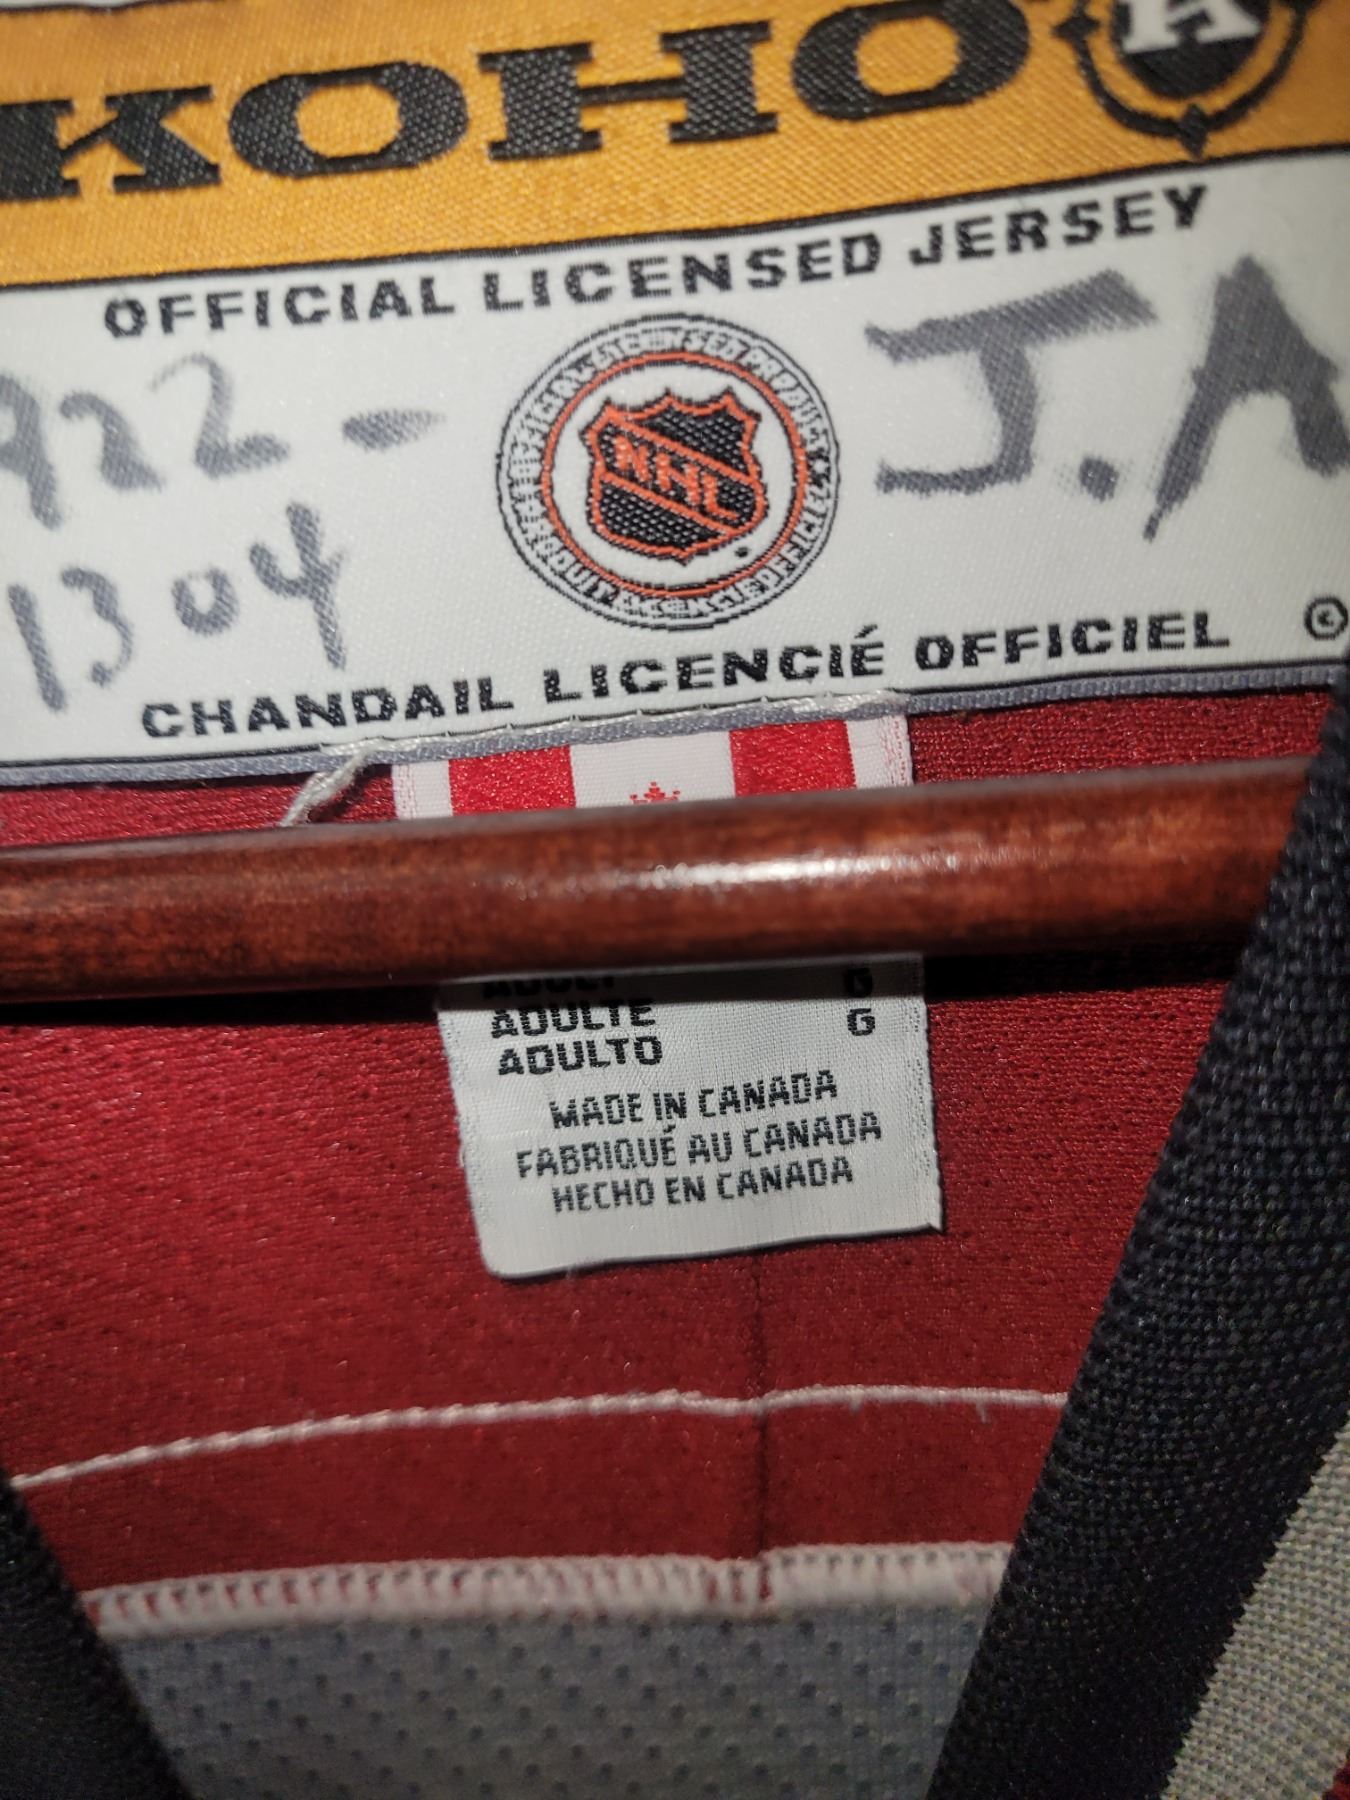 KOHO
OFFICIAL LICENSED JERSEY
922-
1304
NHL
J.A
CHANDAIL LICENCIÉ OFFICIEL ©
ADULT G
ADULTE G
ADULTO
MADE IN CANADA
FABRIQUÉ AU CANADA
HECHO EN CANADA